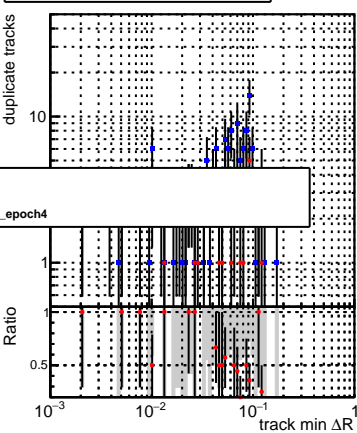 duplicate tracks
10
_epoch4
1
Ratio
1
0.5
10−3 10−2 10−1 1
track min ΔR